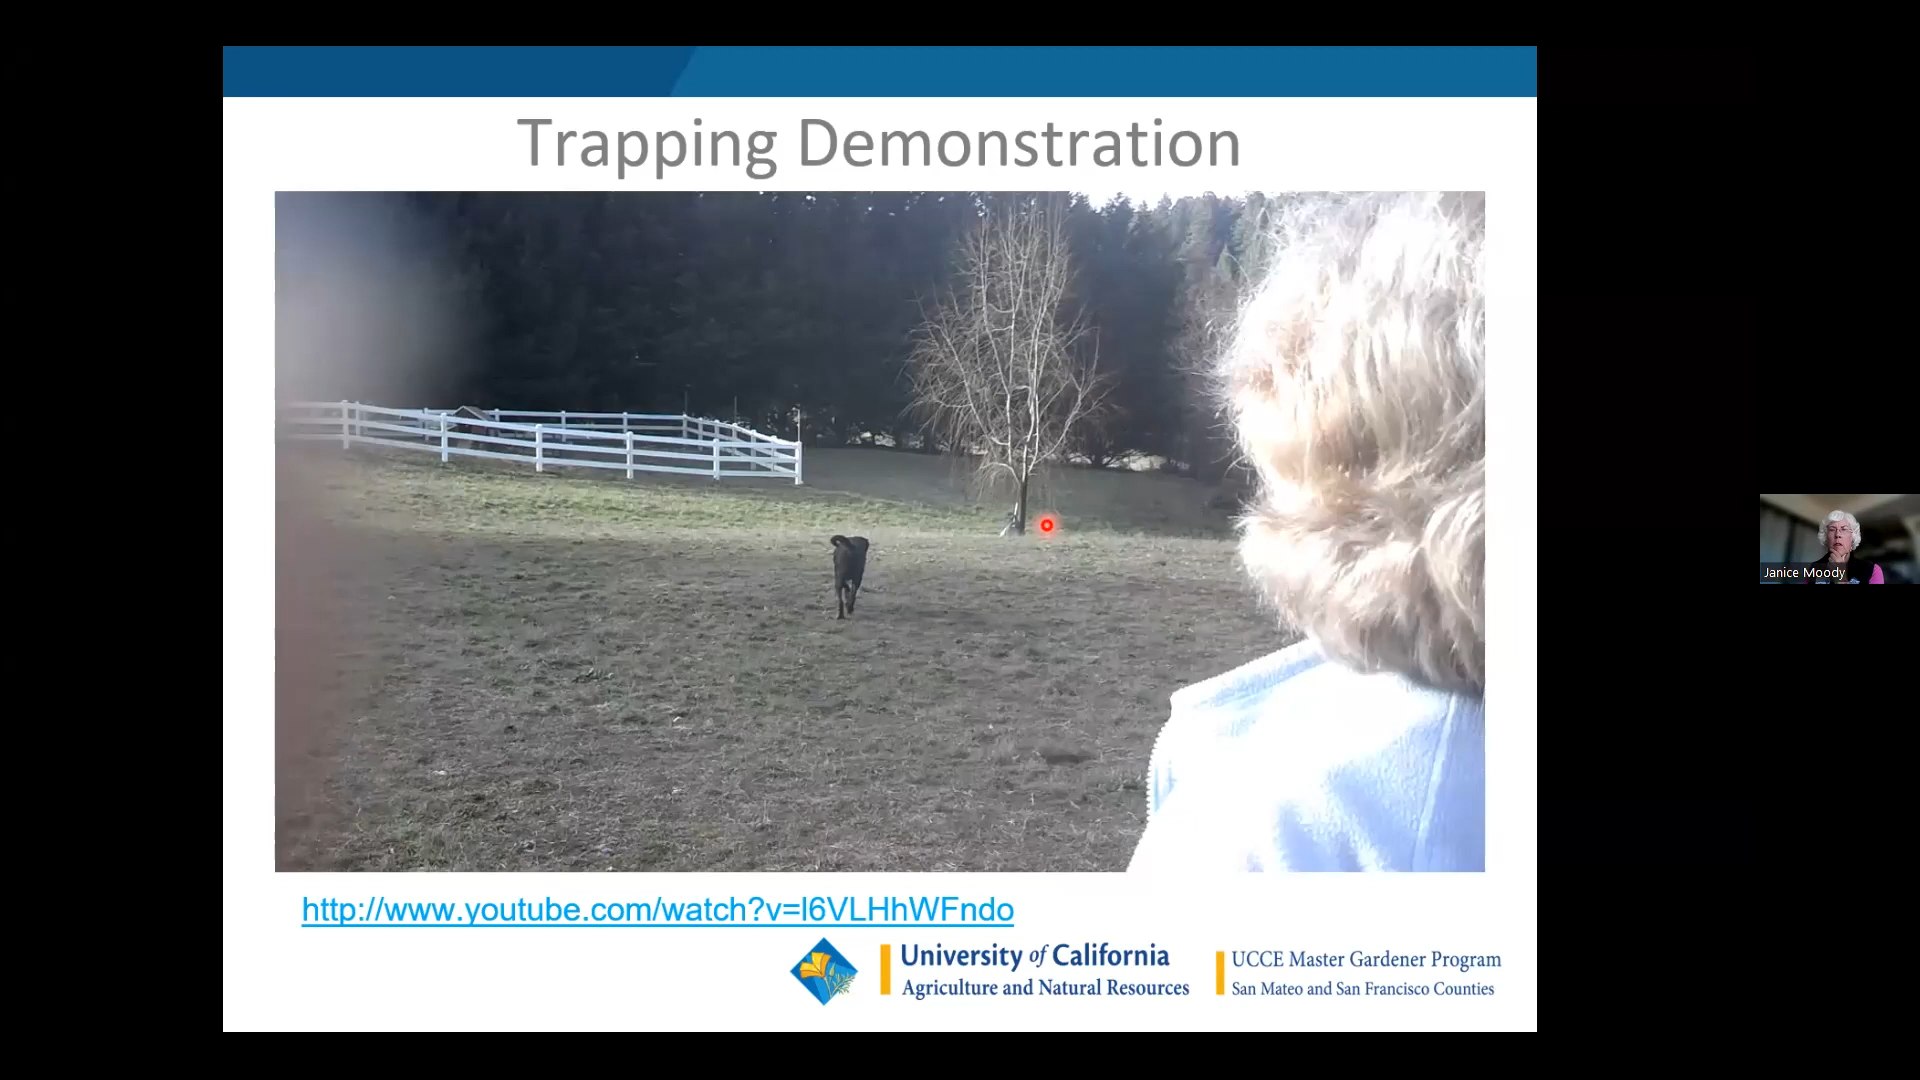 Trapping Demonstration
http://www.youtube.com/watch?v=l6VLHhWFndo
University of California
Agriculture and Natural Resources
UCCE Master Gardener Program
San Mateo and San Francisco Counties
Janice Moody